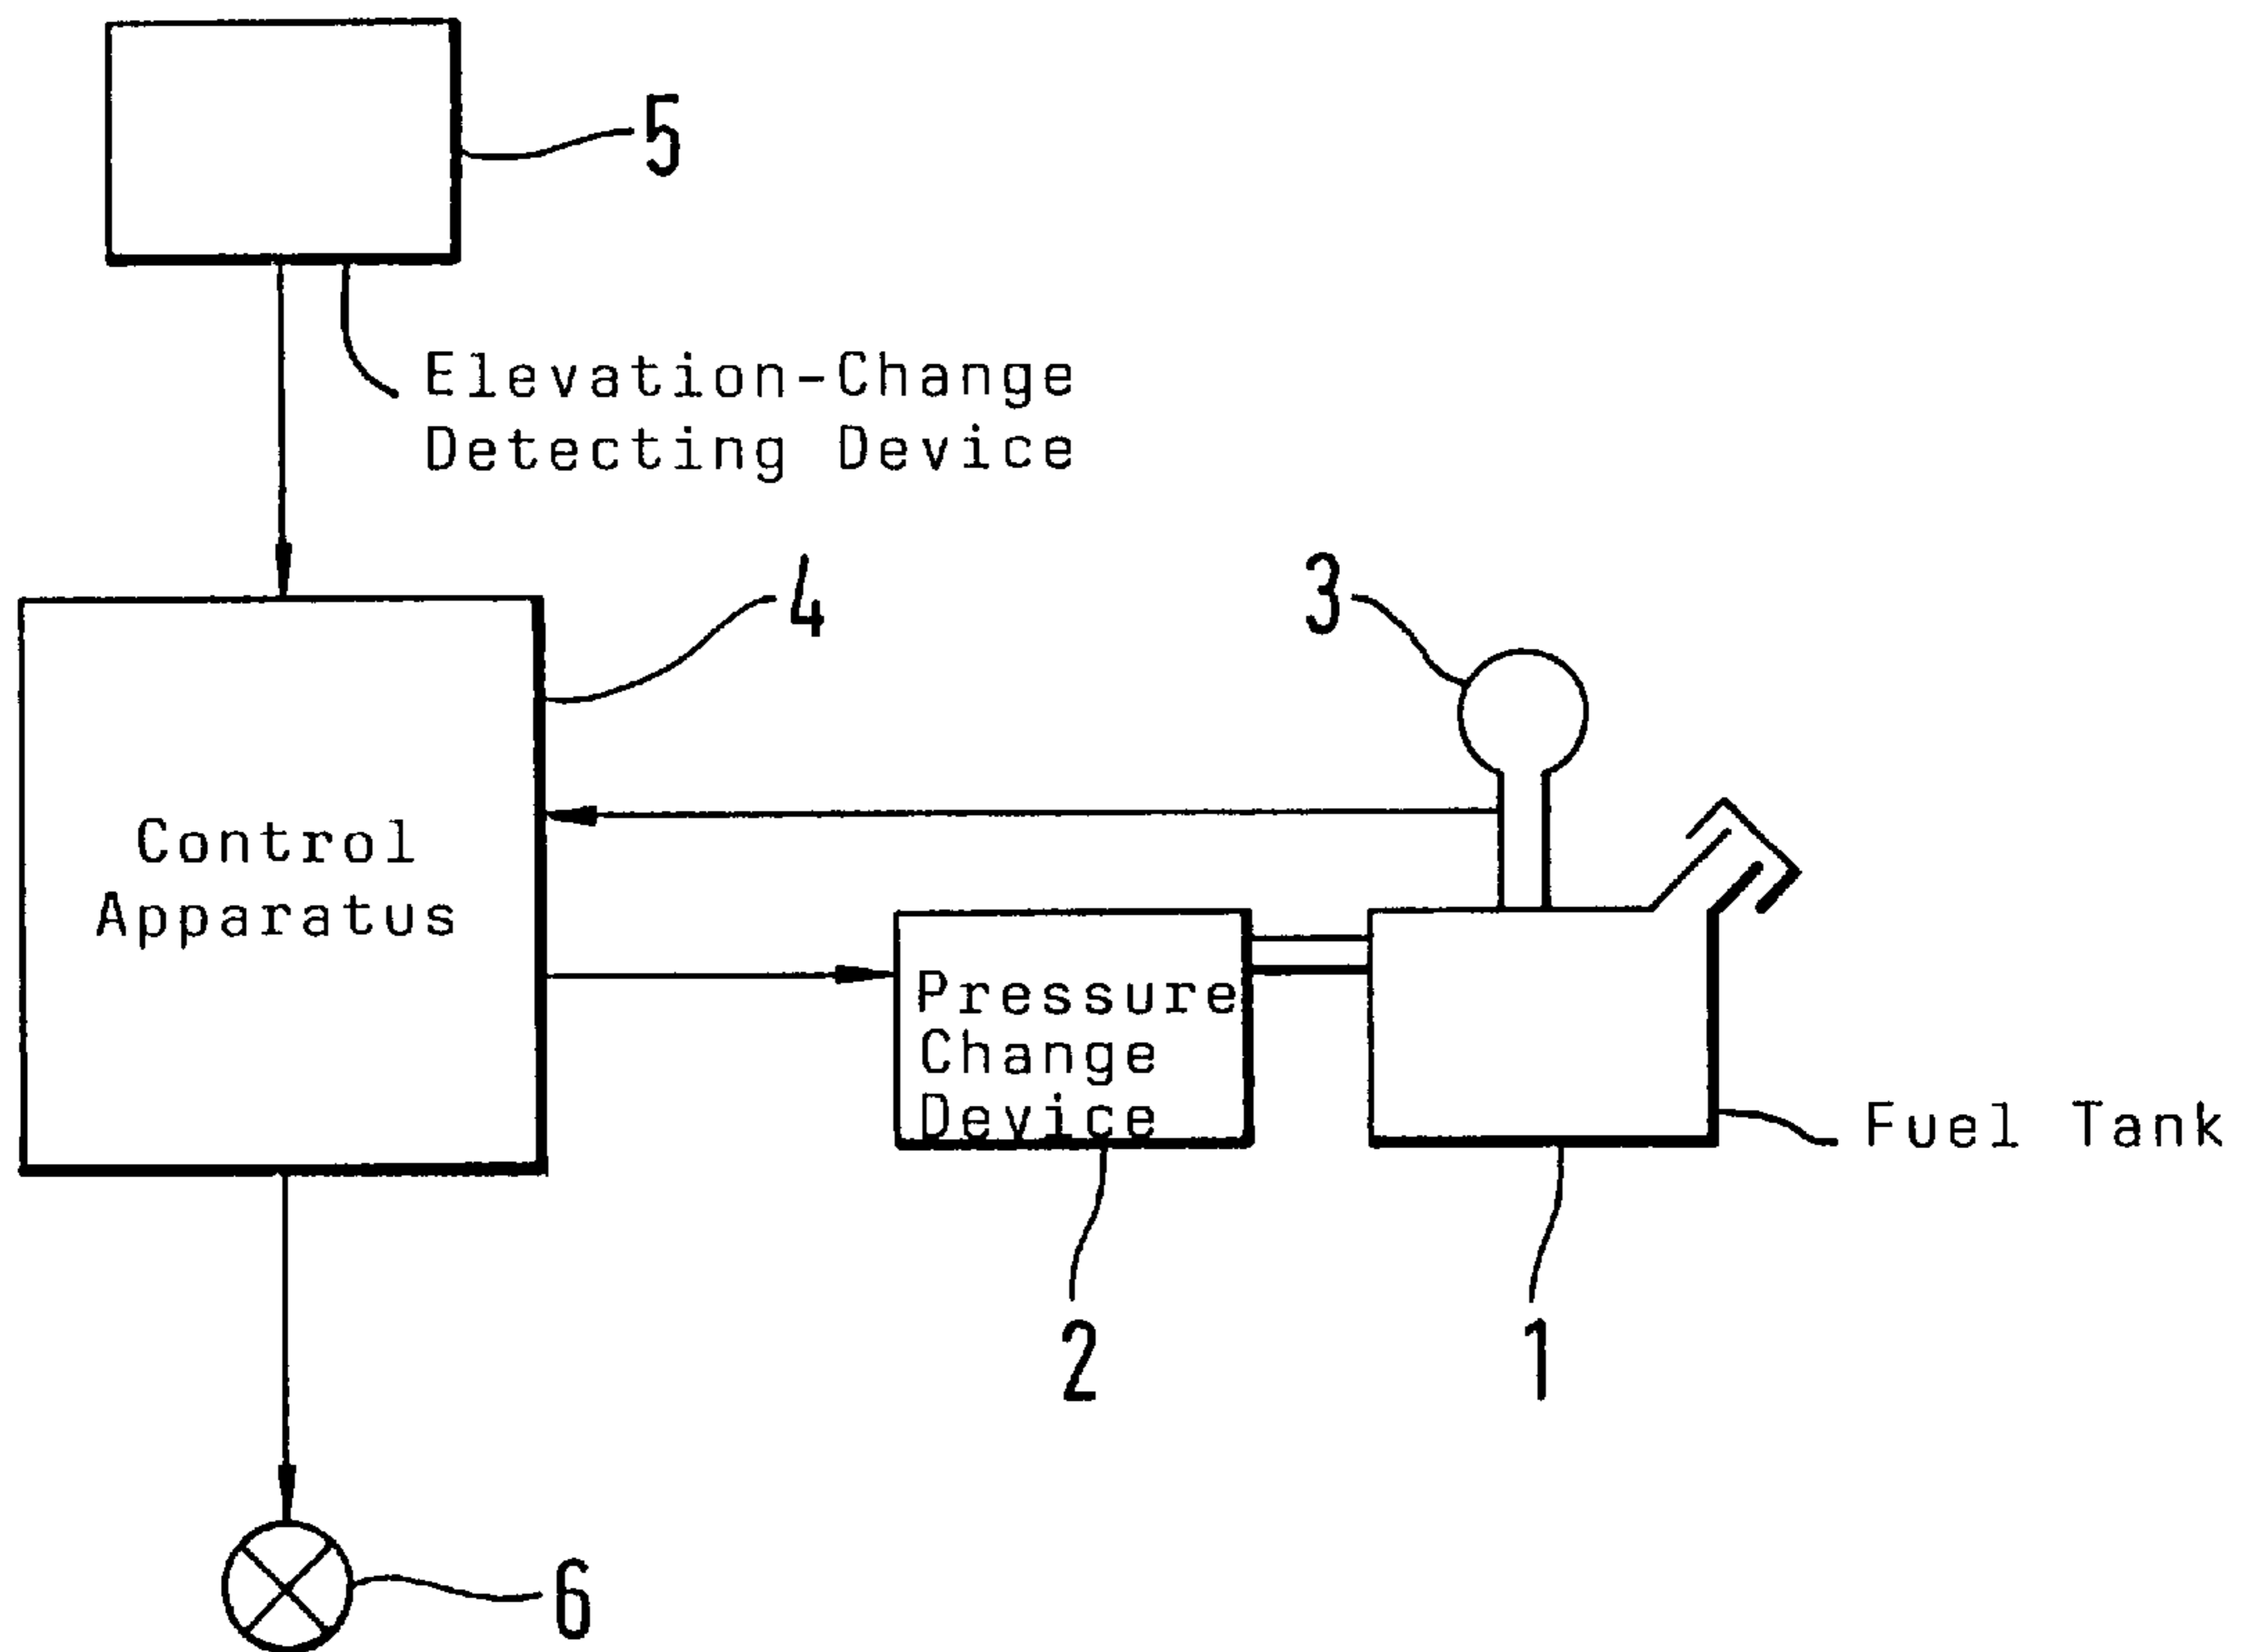 5
Elevation-Change
Detecting Device
4
3
Control
Apparatus
Pressure
Change
Device
Fuel Tank
2
1
6